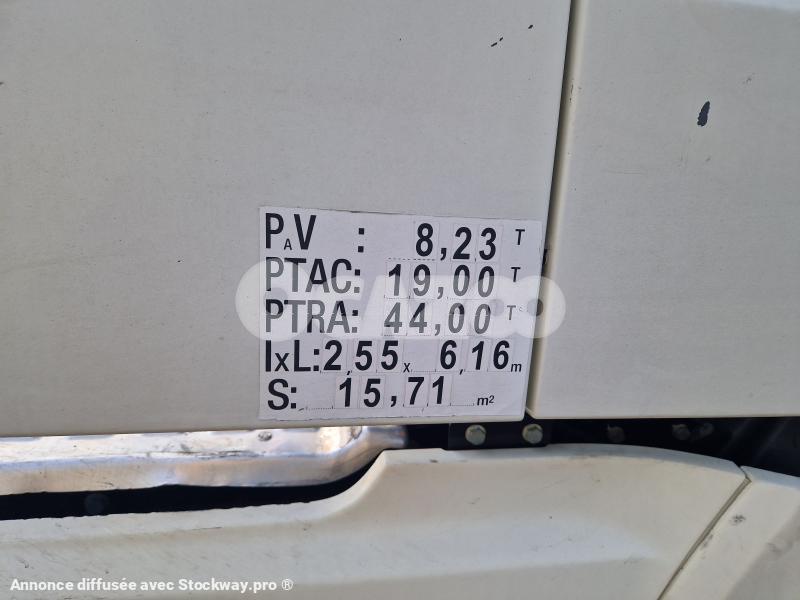 PAV : 8,23 T
PTAC: 19,00 T
PTRA: 44,00 T
IxL: 2,55 x 6,16 m
S: 15,71 m²
Annonce diffusée avec Stockway.pro ®